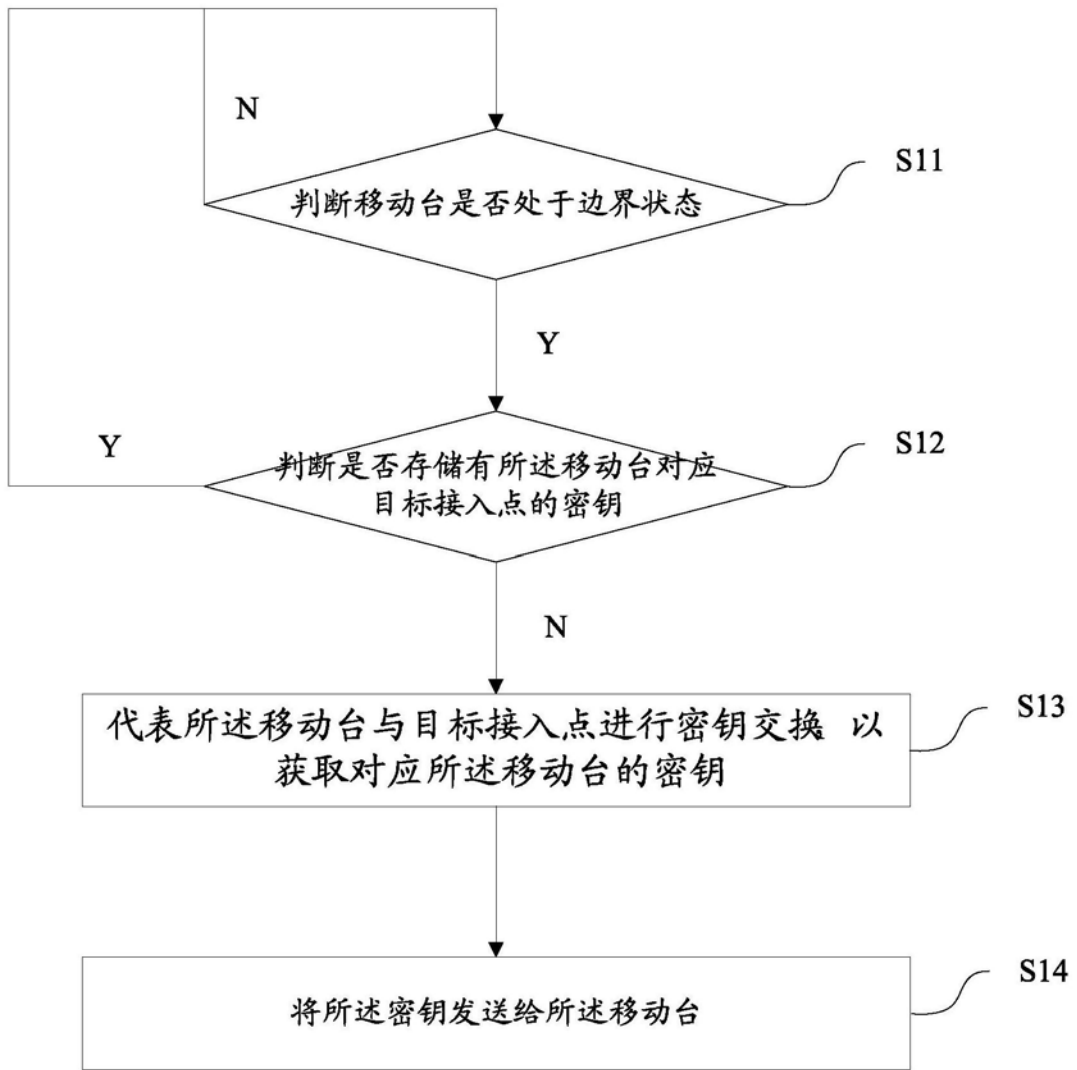 N
判断移动台是否处于边界状态
S11
Y
Y
判断是否存储有所述移动台对应
目标接入点的密钥
S12
N
代表所述移动台与目标接入点进行密钥交换 以
获取对应所述移动台的密钥
S13
将所述密钥发送给所述移动台
S14